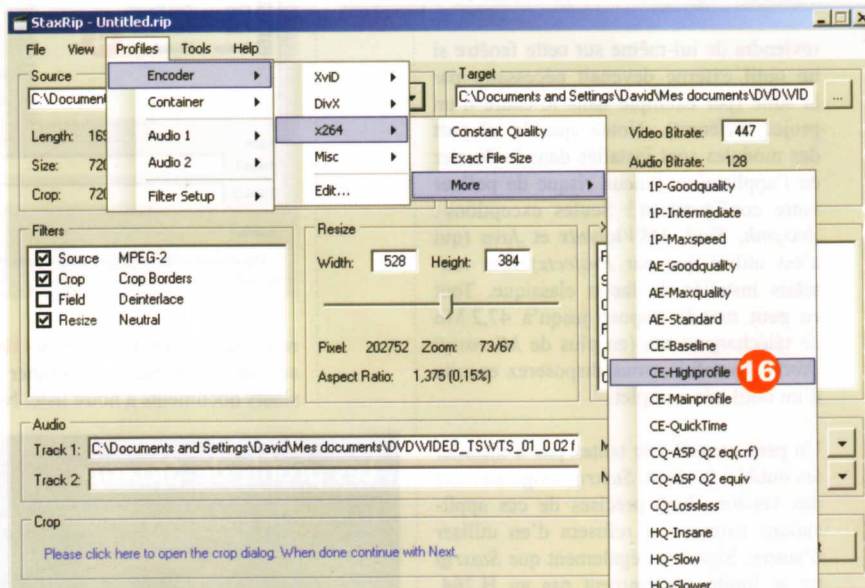 StaxRip - Untitled.rip
File View Profiles Tools Help
Source
C:\Document
Length: 169
Size: 720
Crop: 720
Encoder
Container
Audio 1
Audio 2
Filter Setup
XviD
DivX
x264
Misc
Edit...
Constant Quality
Exact File Size
More
Target
C:\Documents and Settings\David\Mes documents\DVD\VID
...
Video Bitrate: 447
Audio Bitrate: 128
1P-Goodquality
1P-Intermediate
1P-Maxspeed
AE-Goodquality
AE-Maxquality
AE-Standard
CE-Baseline
CE-Highprofile 16
CE-Mainprofile
CE-QuickTime
CQ-ASP Q2 eq(crf)
CQ-ASP Q2 equiv
CQ-Lossless
HQ-Insane
HQ-Slow
HQ-Slower
Filters
Source MPEG-2
Crop Crop Borders
Field Deinterlace
Resize Neutral
Resize
Width: 528 Height: 384
Pixel: 202752 Zoom: 73/67
Aspect Ratio: 1,375 (0,15%)
Audio
Track 1: C:\Documents and Settings\David\Mes documents\DVD\VIDEO_TS\VTS_01_0 02 f
Track 2:
Crop
Please click here to open the crop dialog. When done continue with Next.